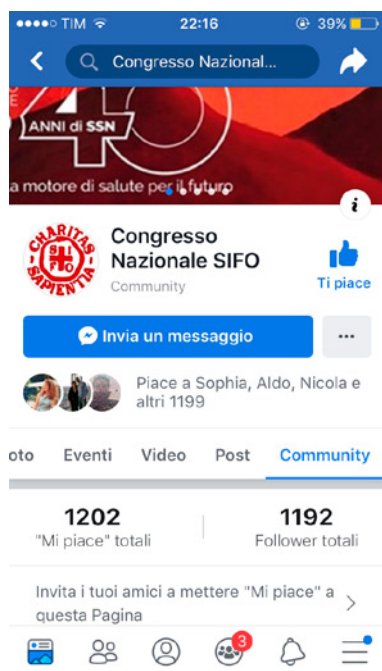 TIM 22:16 39%
Congresso Nazional...
40
ANNI di SSN
a motore di salute per il futuro
CHARITAS
SAPIENTIA
SIFO
Congresso
Nazionale SIFO
Community
Ti piace
Invia un messaggio
Piace a Sophia, Aldo, Nicola e
altri 1199
oto Eventi Video Post Community
1202 1192
"Mi piace" totali Follower totali
Invita i tuoi amici a mettere "Mi piace" a
questa Pagina
3